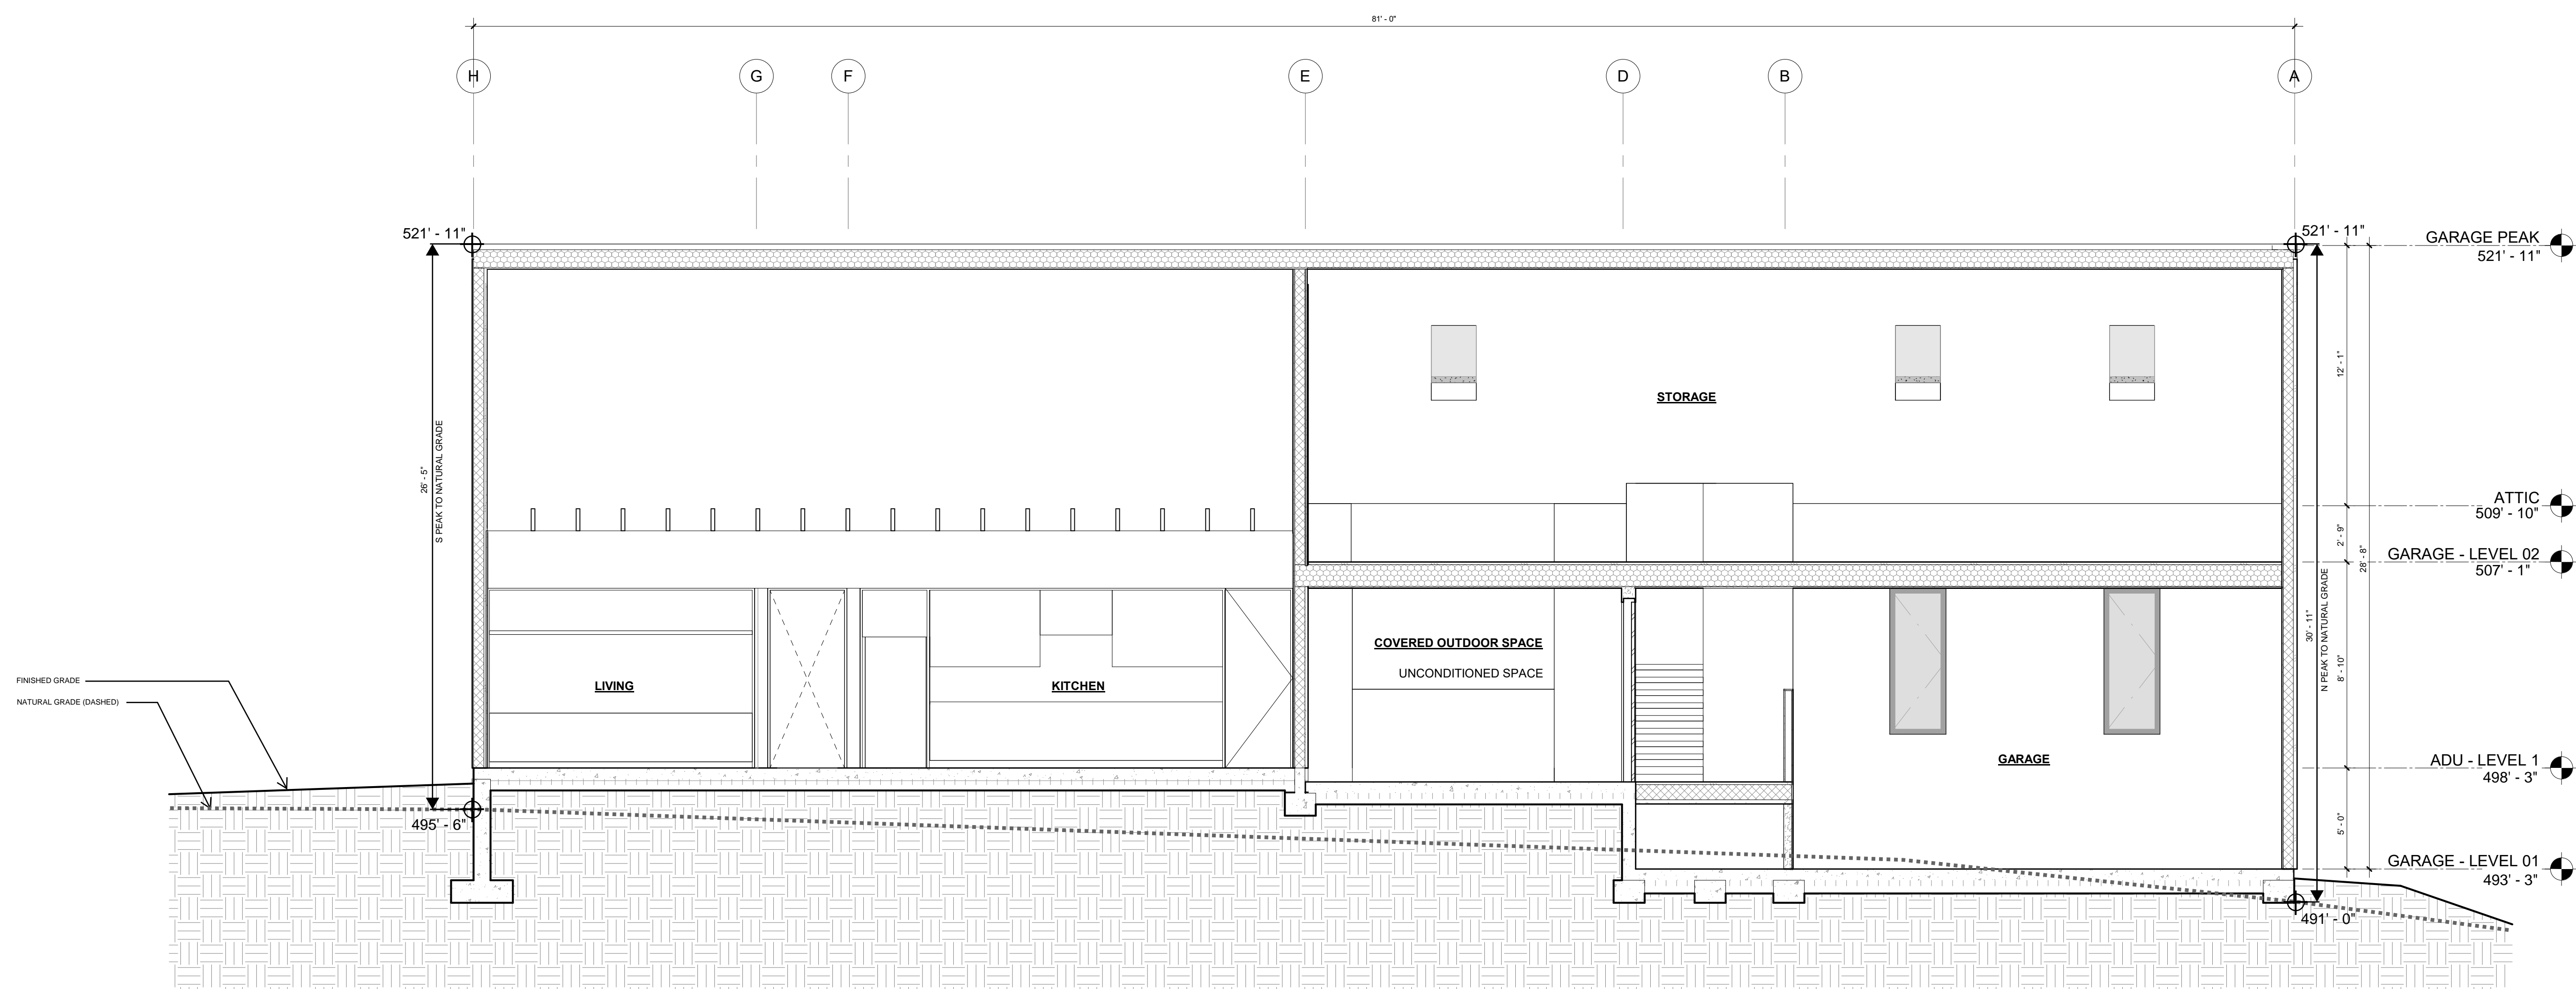 81' - 0"
H
G
F
E
D
B
A
521' - 11"
521' - 11"
GARAGE PEAK
521' - 11"
12' - 1"
STORAGE
26' - 5"
S PEAK TO NATURAL GRADE
ATTIC
509' - 10"
2' - 9"
GARAGE - LEVEL 02
507' - 1"
28' - 8"
30' - 11"
N PEAK TO NATURAL GRADE
8' - 10"
COVERED OUTDOOR SPACE
UNCONDITIONED SPACE
FINISHED GRADE
LIVING
KITCHEN
NATURAL GRADE (DASHED)
GARAGE
ADU - LEVEL 1
498' - 3"
495' - 6"
5' - 0"
GARAGE - LEVEL 01
493' - 3"
491' - 0"